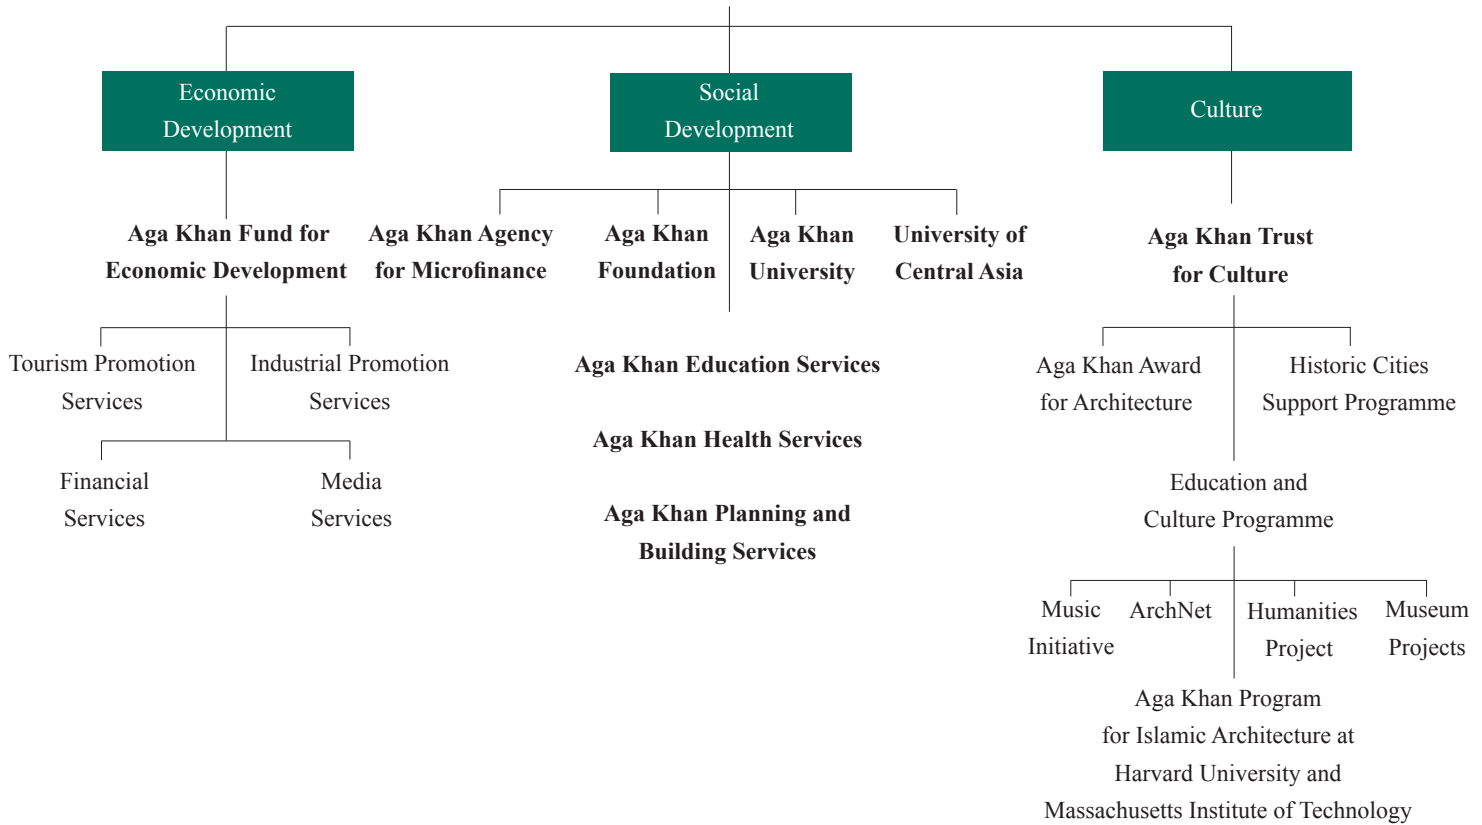 Economic
Development
Social
Development
Culture
Aga Khan Fund for
Economic Development
Aga Khan Agency
for Microfinance
Aga Khan
Foundation
Aga Khan
University
University of
Central Asia
Aga Khan Trust
for Culture
Tourism Promotion
Services
Industrial Promotion
Services
Financial
Services
Media
Services
Aga Khan Education Services
Aga Khan Health Services
Aga Khan Planning and
Building Services
Aga Khan Award
for Architecture
Historic Cities
Support Programme
Education and
Culture Programme
Music
Initiative
ArchNet
Humanities
Project
Museum
Projects
Aga Khan Program
for Islamic Architecture at
Harvard University and
Massachusetts Institute of Technology